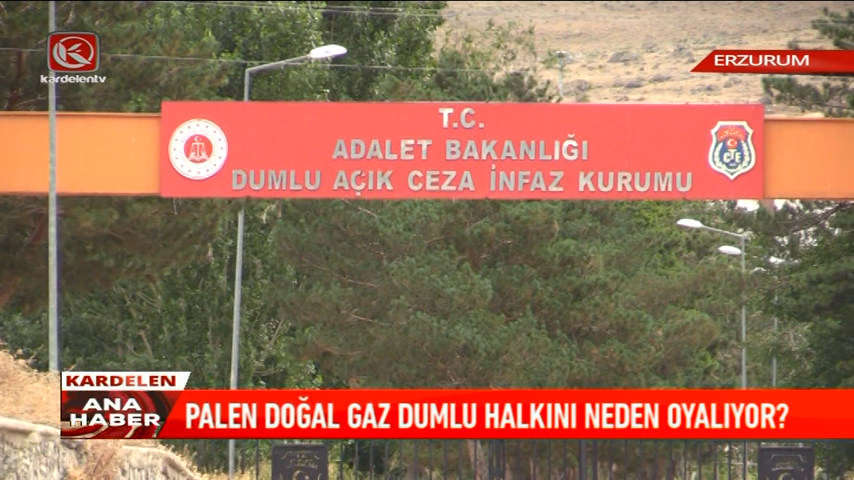 kardelentv
ERZURUM
T.C.
ADALET BAKANLIĞI
DUMLU AÇIK CEZA İNFAZ KURUMU
CTE
KARDELEN
ANA
HABER
PALEN DOĞAL GAZ DUMLU HALKINI NEDEN OYALIYOR?